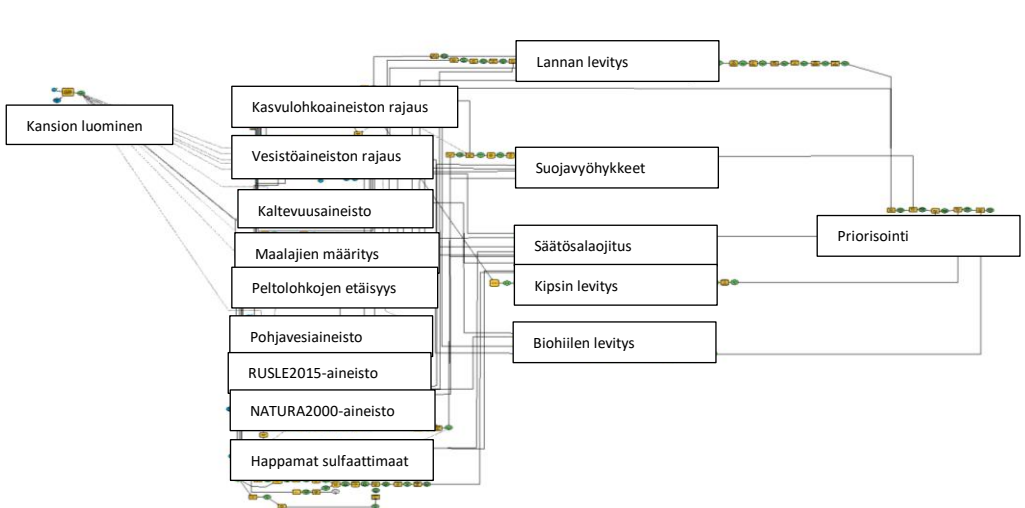 Kansion luominen
Kasvulohkoaineiston rajaus
Vesistöaineiston rajaus
Kaltevuusaineisto
Maalajien määritys
Peltolohkojen etäisyys
Pohjavesiaineisto
RUSLE2015-aineisto
NATURA2000-aineisto
Happamat sulfaattimaat
Lannan levitys
Suojavyöhykkeet
Säätösalaojitus
Kipsin levitys
Biohiilen levitys
Priorisointi